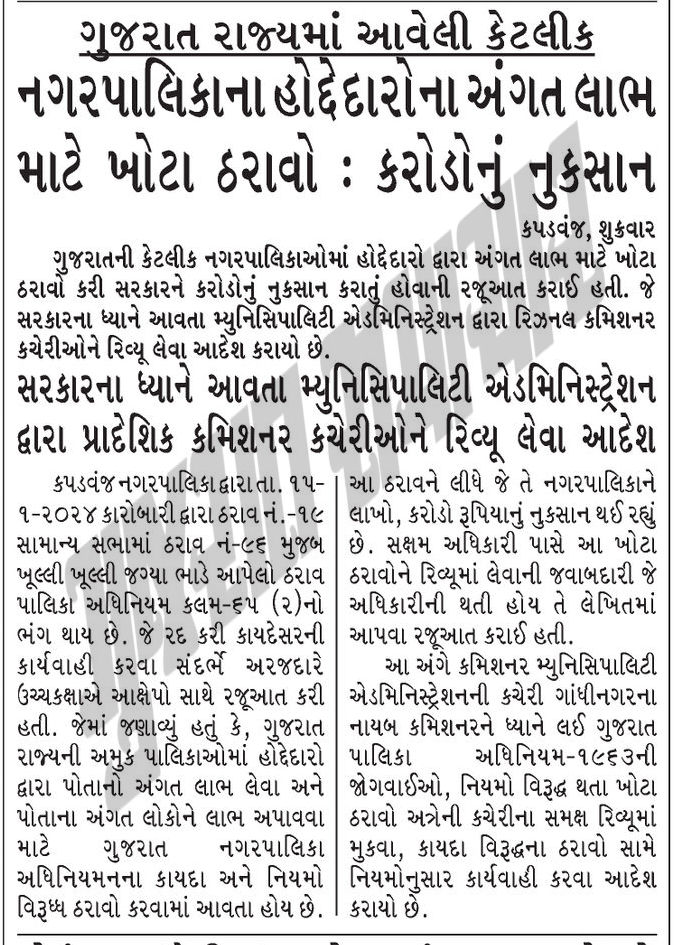 ગુજરાત રાજ્યમાં આવેલી કેટલીક
નગરપાલિકાના હોદ્દેદારોના અંગત લાભ
માટે ખોટા ઠરાવો : કરોડોનું નુકસાન
કપડવંજ, શુક્રવાર
ગુજરાતની કેટલીક નગરપાલિકાઓમાં હોદ્દેદારો દ્વારા અંગત લાભ માટે ખોટા
ઠરાવો કરી સરકારને કરોડોનું નુકસાન કરાતું હોવાની રજૂઆત કરાઈ હતી. જે
સરકારના ધ્યાને આવતા મ્યુનિસિપાલિટી એડમિનિસ્ટ્રેશન દ્વારા રિઝનલ કમિશનર
કચેરીઓને રિવ્યૂ લેવા આદેશ કરાયો છે.
સરકારના ધ્યાને આવતા મ્યુનિસિપાલિટી એડમિનિસ્ટ્રેશન
દ્વારા પ્રાદેશિક કમિશનર કચેરીઓને રિવ્યૂ લેવા આદેશ
કપડવંજ નગરપાલિકા દ્વારા તા. ૧૫-
૧-૨૦૨૪ કારોબારી દ્વારા ઠરાવ નં.-૧૯
સામાન્ય સભામાં ઠરાવ નં-૯૬ મુજબ
ખૂલ્લી ખૂલ્લી જગ્યા ભાડે આપેલો ઠરાવ
પાલિકા અધિનિયમ કલમ-૬૫ (૨)નો
ભંગ થાય છે. જે રદ કરી કાયદેસરની
કાર્યવાહી કરવા સંદર્ભે અરજદારે
ઉચ્ચકક્ષાએ આક્ષેપો સાથે રજૂઆત કરી
હતી. જેમાં જણાવ્યું હતું કે, ગુજરાત
રાજ્યની અમુક પાલિકાઓમાં હોદ્દેદારો
દ્વારા પોતાનો અંગત લાભ લેવા અને
પોતાના અંગત લોકોને લાભ અપાવવા
માટે ગુજરાત નગરપાલિકા
અધિનિયમનના કાયદા અને નિયમો
વિરૂધ્ધ ઠરાવો કરવામાં આવતા હોય છે.
આ ઠરાવને લીધે જે તે નગરપાલિકાને
લાખો, કરોડો રૂપિયાનું નુકસાન થઈ રહ્યું
છે. સક્ષમ અધિકારી પાસે આ ખોટા
ઠરાવોને રિવ્યૂમાં લેવાની જવાબદારી જે
અધિકારીની થતી હોય તે લેખિતમાં
આપવા રજૂઆત કરાઈ હતી.
આ અંગે કમિશનર મ્યુનિસિપાલિટી
એડમિનિસ્ટ્રેશનની કચેરી ગાંધીનગરના
નાયબ કમિશનરને ધ્યાને લઈ ગુજરાત
પાલિકા અધિનિયમ-૧૯૬૩ની
જોગવાઈઓ, નિયમો વિરૂદ્ધ થતા ખોટા
ઠરાવો અત્રેની કચેરીના સમક્ષ રિવ્યૂમાં
મુકવા, કાયદા વિરૂદ્ધના ઠરાવો સામે
નિયમોનુસાર કાર્યવાહી કરવા આદેશ
કરાયો છે.